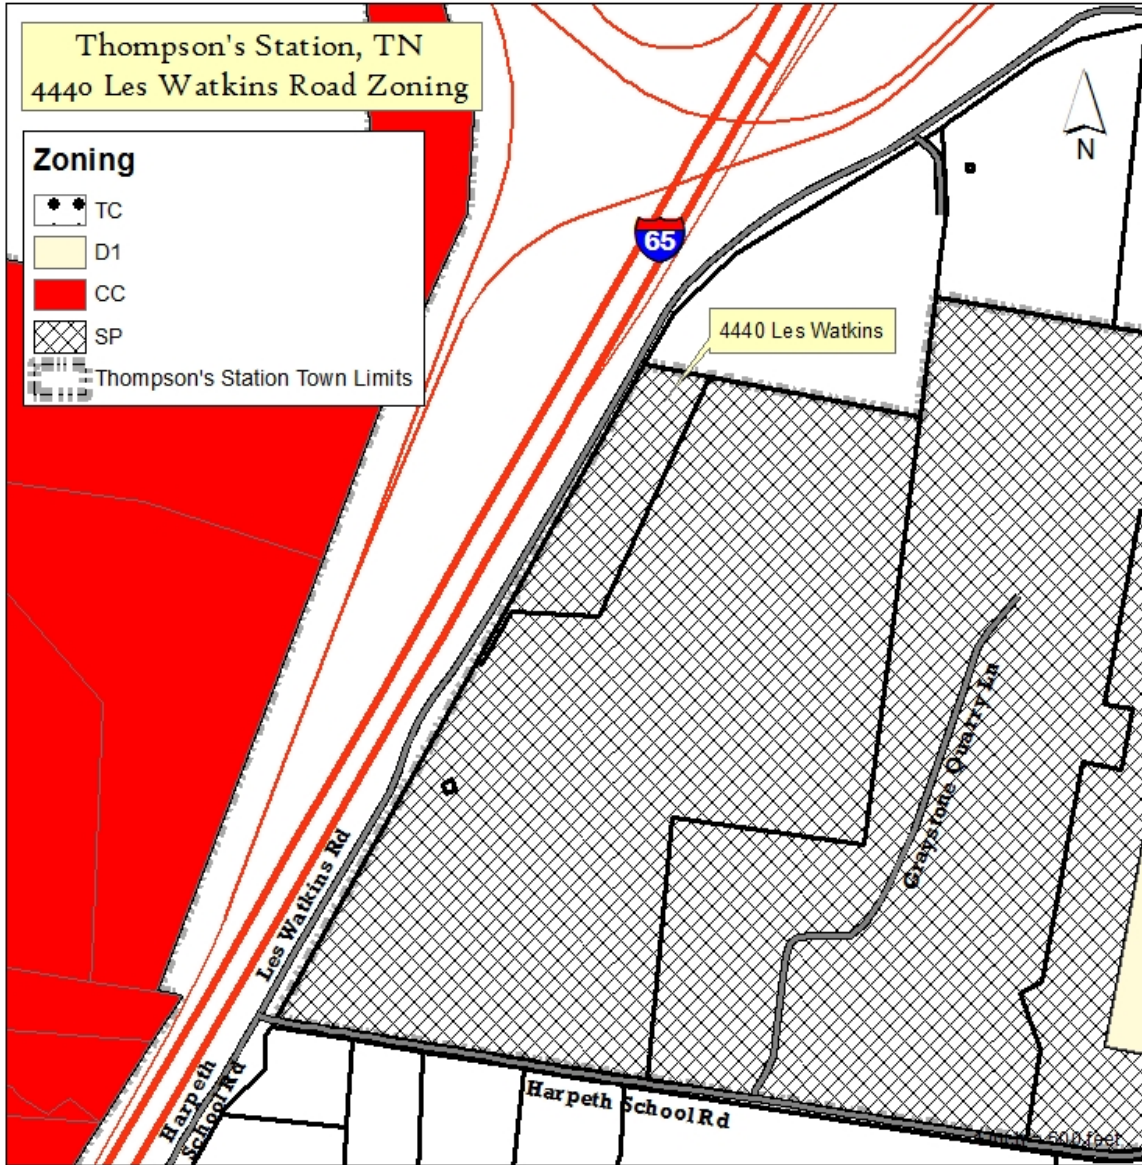 Thompson's Station, TN
4440 Les Watkins Road Zoning
Zoning
TC
D1
CC
SP
Thompson's Station Town Limits
N
65
4440 Les Watkins
Graystone Quarry Ln
Les Watkins Rd
Harpeth
School Rd
Harpeth School Rd
feet